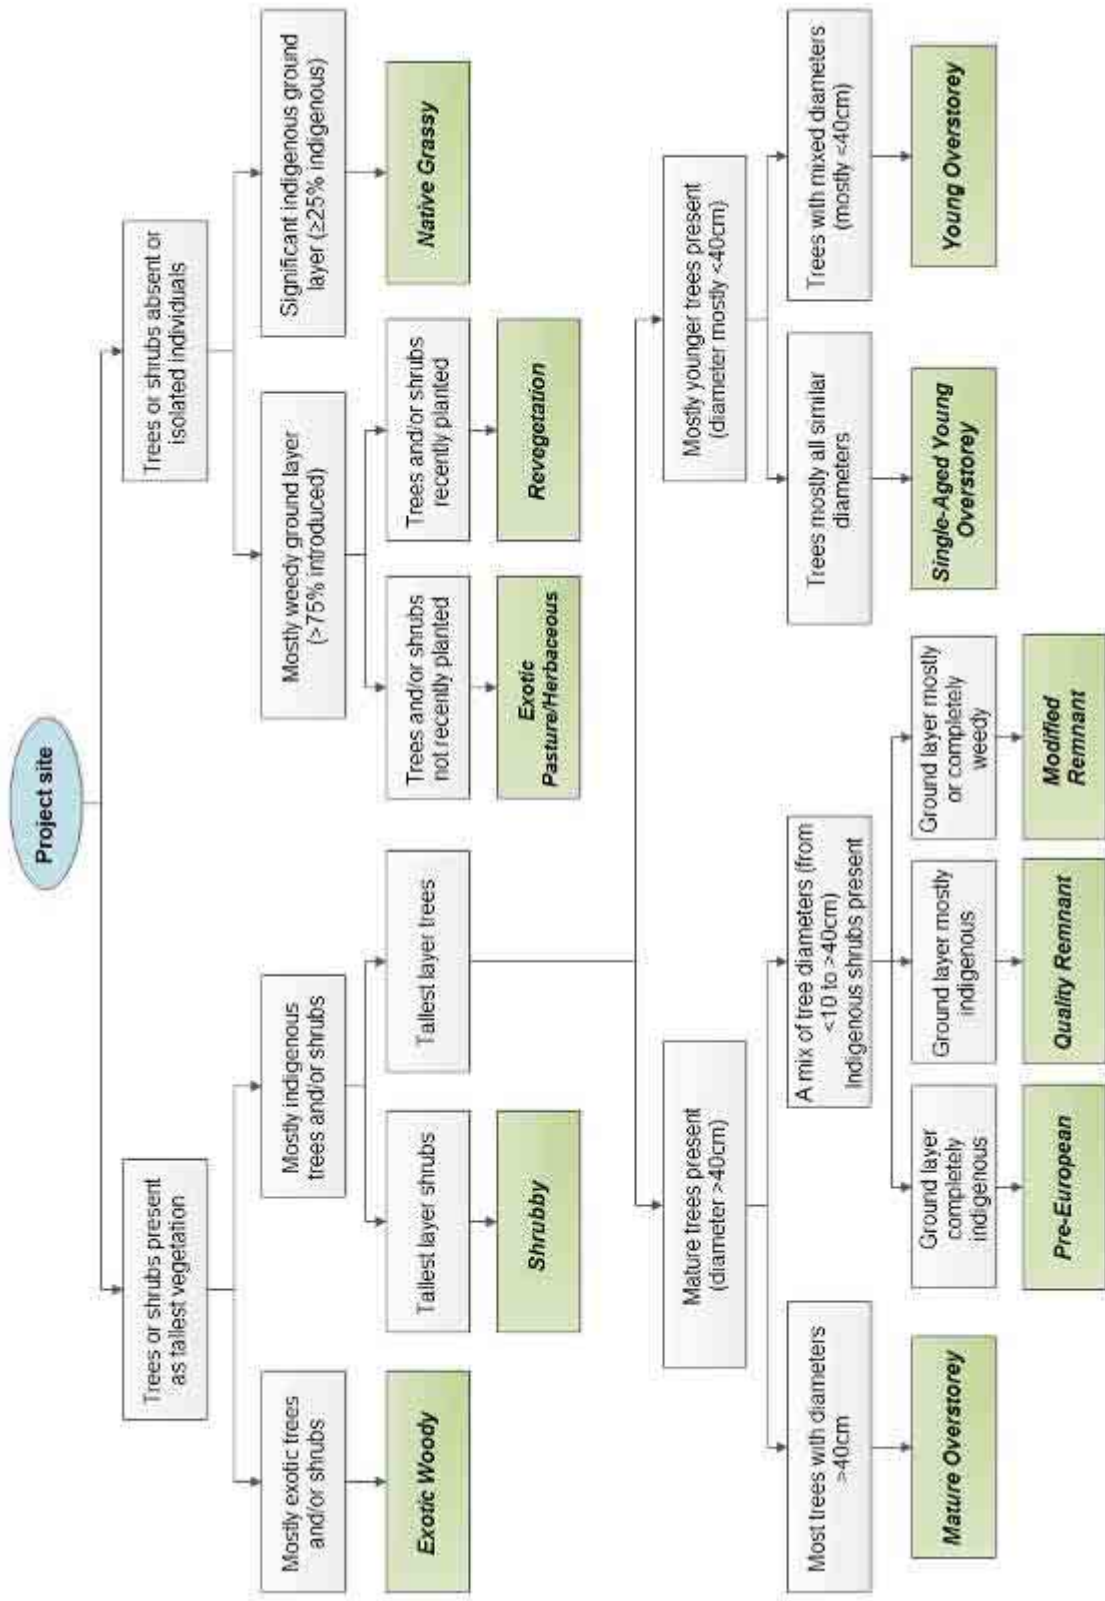 Project site
Trees or shrubs present
as tallest vegetation
Trees or shrubs absent or
isolated individuals
Mostly exotic trees
and/or shrubs
Mostly indigenous
trees and/or shrubs
Mostly weedy ground layer
(>75% introduced)
Significant indigenous ground
layer (≥25% indigenous)
Exotic Woody
Tallest layer shrubs
Tallest layer trees
Trees and/or shrubs
not recently planted
Trees and/or shrubs
recently planted
Native Grassy
Shrubby
Exotic
Pasture/Herbaceous
Revegetation
Mature trees present
(diameter >40cm)
Mostly younger trees present
(diameter mostly <40cm)
Most trees with diameters
>40cm
A mix of tree diameters (from
<10 to >40cm)
Indigenous shrubs present
Trees mostly all similar
diameters
Trees with mixed diameters
(mostly <40cm)
Mature Overstorey
Ground layer
completely
indigenous
Ground layer mostly
indigenous
Ground layer mostly
or completely
weedy
Single-Aged Young
Overstorey
Young Overstorey
Pre-European
Quality Remnant
Modified
Remnant